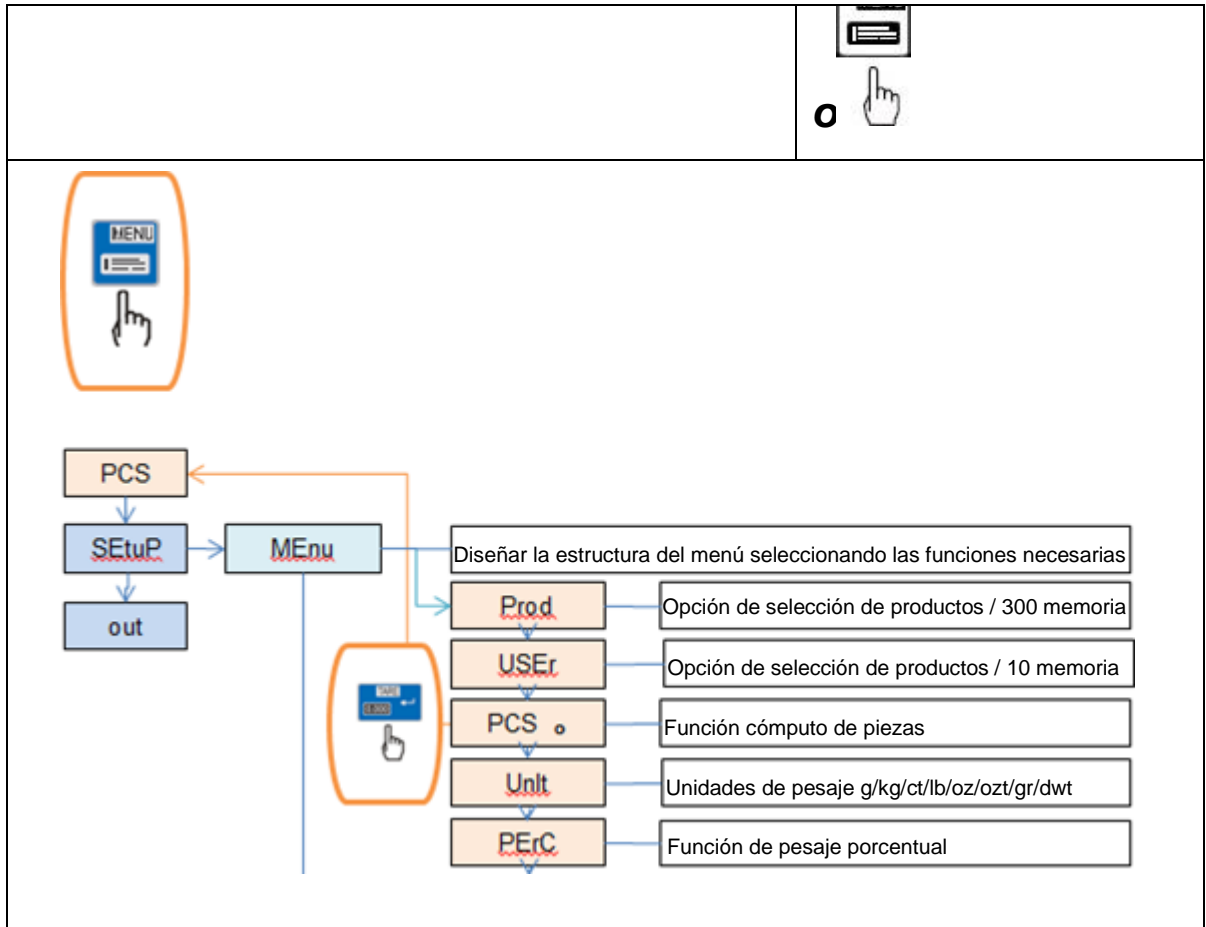 o
MENU
PCS
SEtuP
MEnu
Diseñar la estructura del menú seleccionando las funciones necesarias
out
Prod
Opción de selección de productos / 300 memoria
USEr
Opción de selección de productos / 10 memoria
TARE
0.000
PCS o
Función cómputo de piezas
UnIt
Unidades de pesaje g/kg/ct/lb/oz/ozt/gr/dwt
PErC
Función de pesaje porcentual